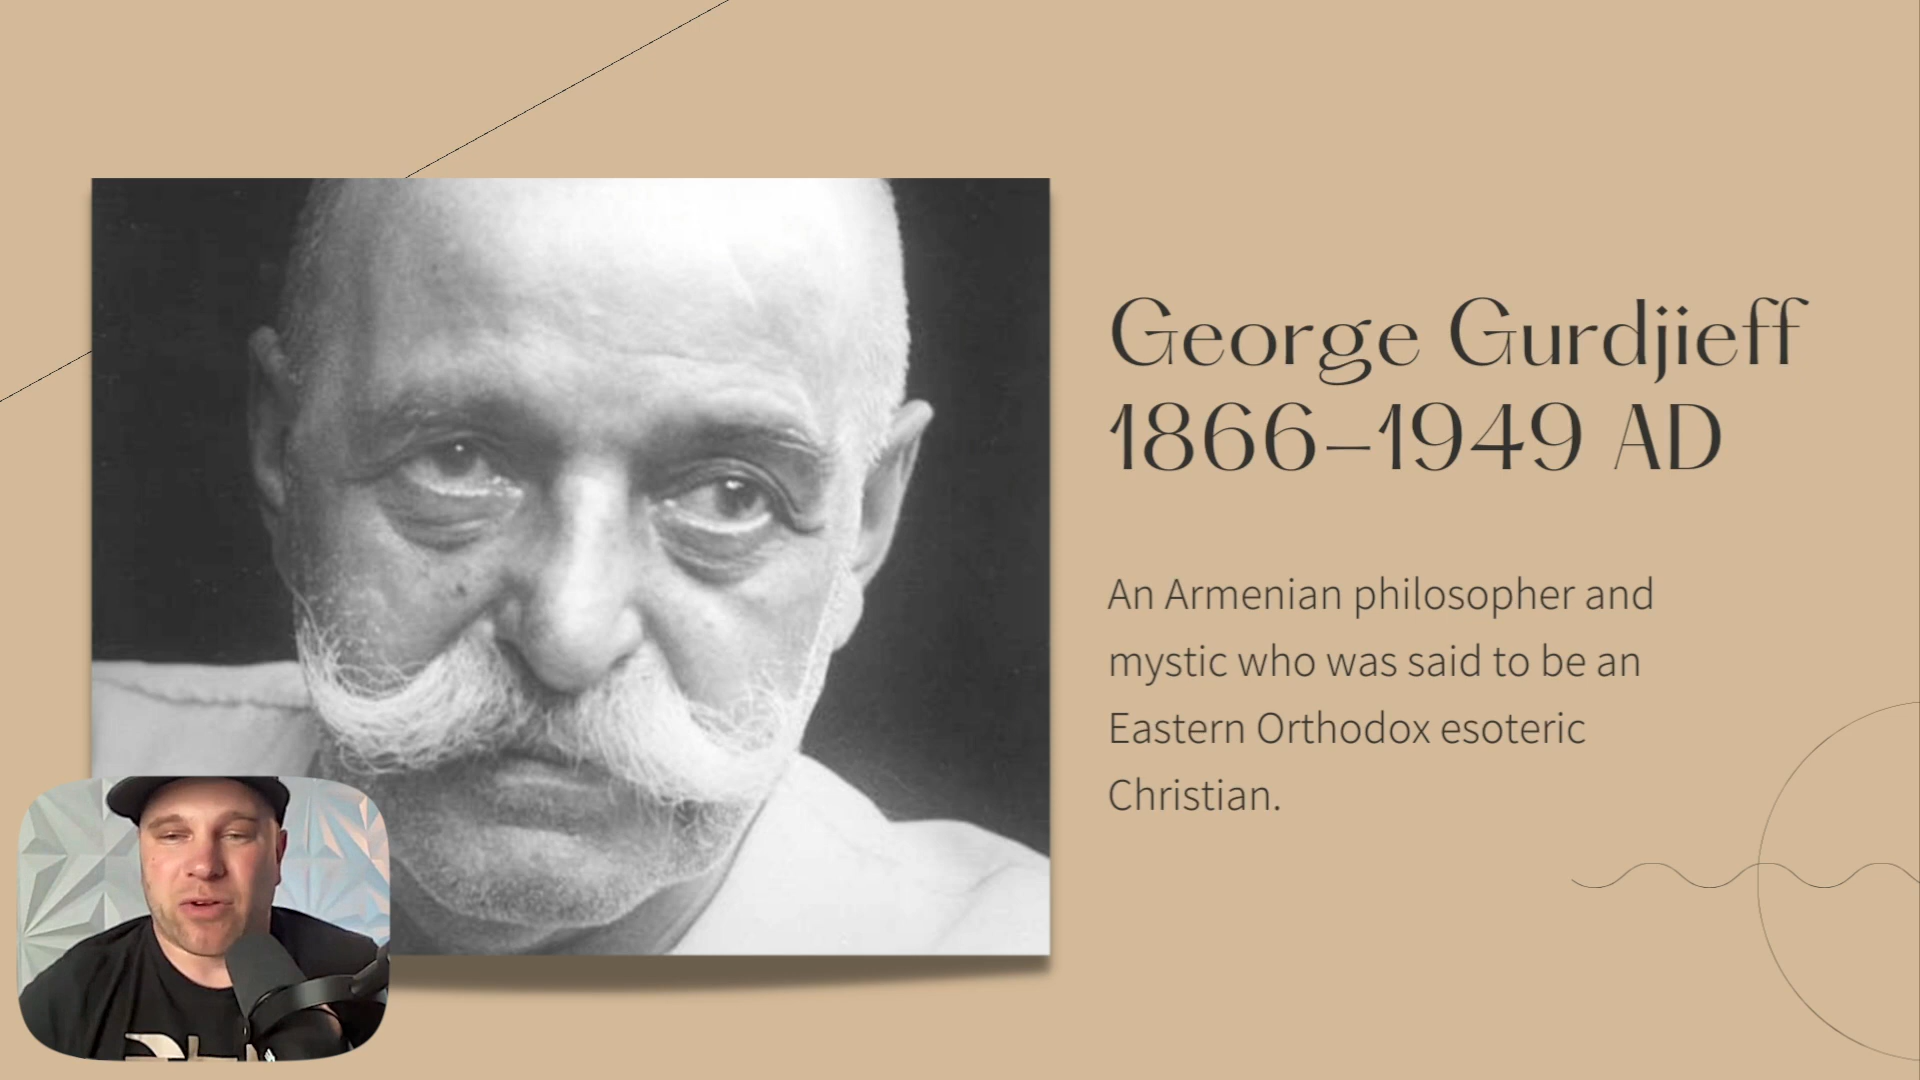 George Gurdjieff
1866–1949 AD
An Armenian philosopher and
mystic who was said to be an
Eastern Orthodox esoteric
Christian.